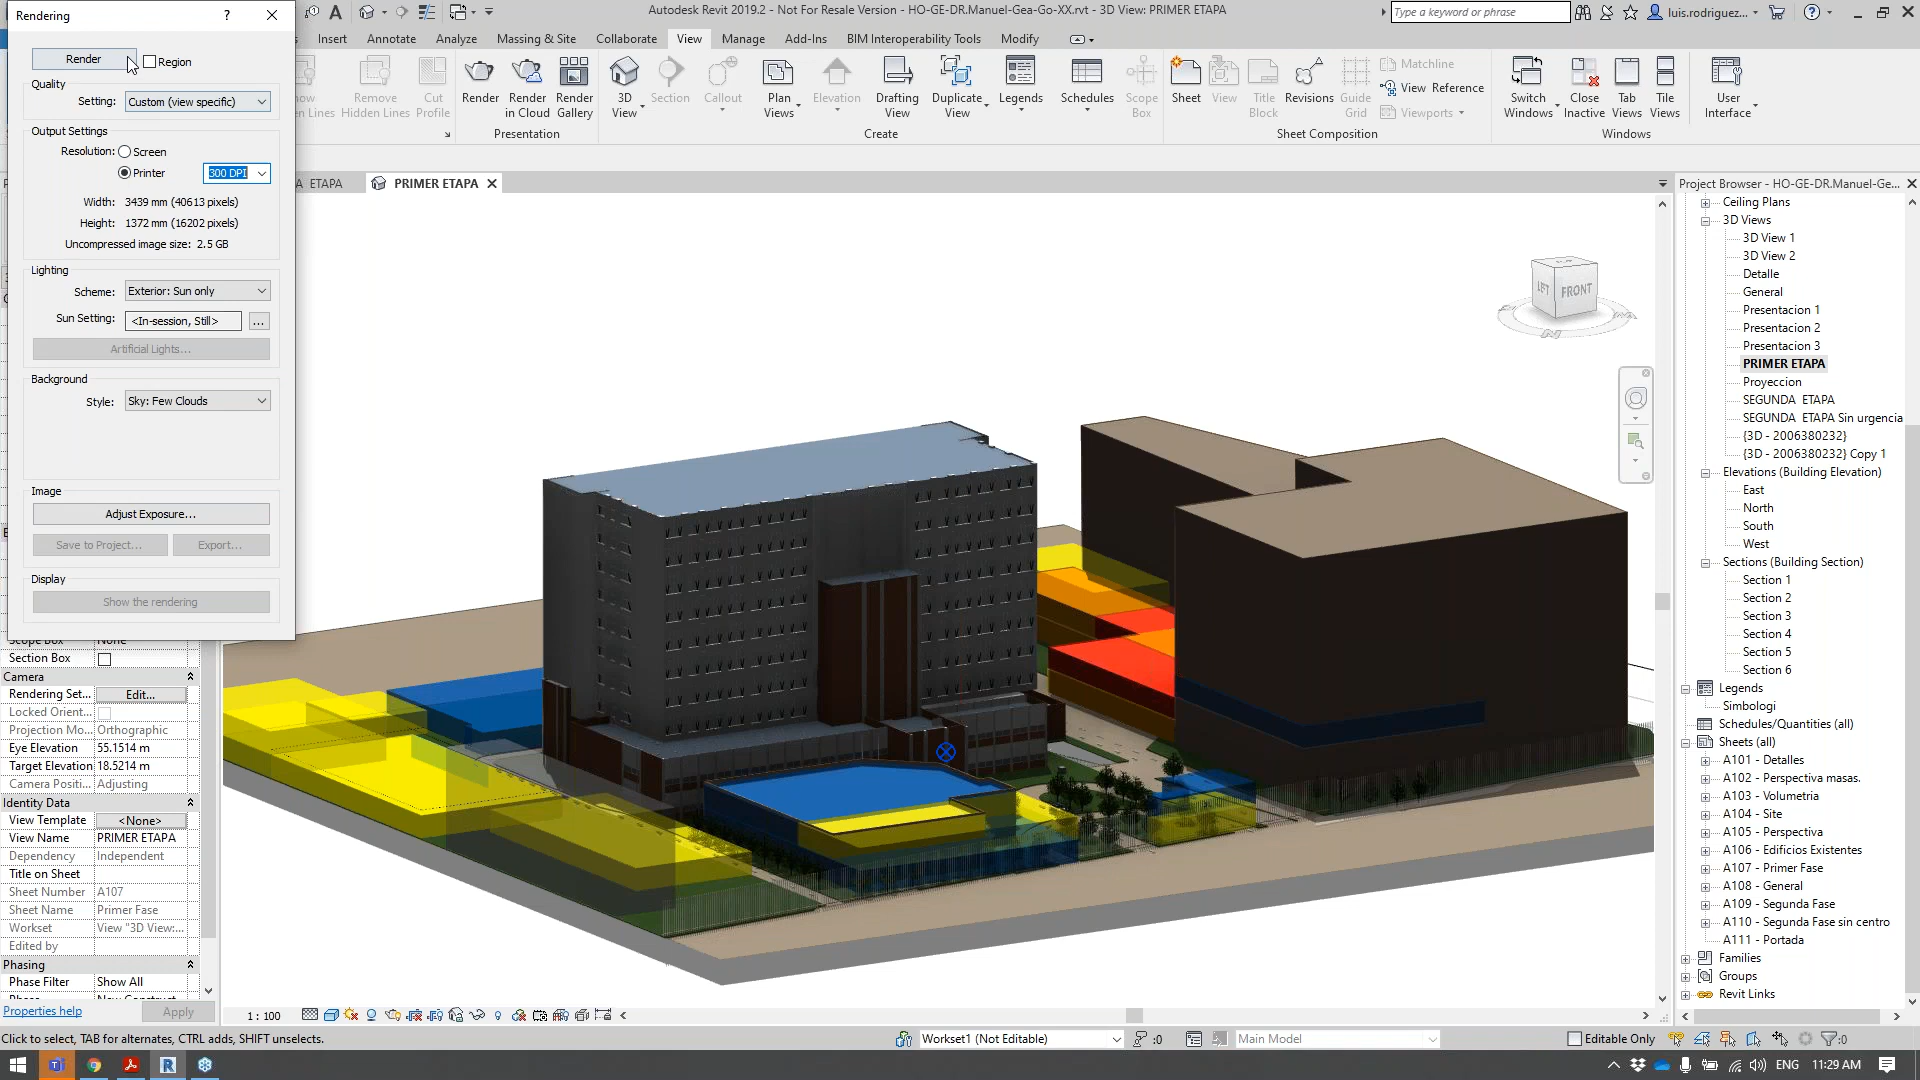 Rendering
?
Autodesk Revit 2019.2 - Not For Resale Version - HO-GE-DR.Manuel-Gea-Go-XX.rvt - 3D View: PRIMER ETAPA
Type a keyword or phrase
luis.rodriguez...
Insert Annotate Analyze Massing & Site Collaborate View Manage Add-Ins BIM Interoperability Tools Modify
Remove Hidden Lines
Cut Profile
Render
Render in Cloud
Render Gallery
3D View
Section
Callout
Plan Views
Elevation
Drafting View
Duplicate View
Legends
Schedules
Scope Box
Sheet
View
Title Block
Revisions
Guide Grid
Matchline
View Reference
Viewports
Switch Windows
Close Inactive
Tab Views
Tile Views
User Interface
Presentation
Create
Sheet Composition
Windows
ETAPA
PRIMER ETAPA
Render
Region
Quality
Setting: Custom (view specific)
Output Settings
Resolution: Screen
Printer 300 DPI
Width: 3439 mm (40613 pixels)
Height: 1372 mm (16202 pixels)
Uncompressed image size: 2.5 GB
Lighting
Scheme: Exterior: Sun only
Sun Setting: <In-session, Still> ...
Artificial Lights...
Background
Style: Sky: Few Clouds
Image
Adjust Exposure...
Save to Project... Export...
Display
Show the rendering
Scope Box None
Section Box
Camera
Rendering Set... Edit...
Locked Orient...
Projection Mo... Orthographic
Eye Elevation 55.1514 m
Target Elevation 18.5214 m
Camera Positi... Adjusting
Identity Data
View Template <None>
View Name PRIMER ETAPA
Dependency Independent
Title on Sheet
Sheet Number A107
Sheet Name Primer Fase
Workset View "3D View:...
Edited by
Phasing
Phase Filter Show All
Properties help Apply
LEFT
FRONT
Project Browser - HO-GE-DR.Manuel-Ge...
Ceiling Plans
3D Views
3D View 1
3D View 2
Detalle
General
Presentacion 1
Presentacion 2
Presentacion 3
PRIMER ETAPA
Proyeccion
SEGUNDA ETAPA
SEGUNDA ETAPA Sin urgencia
{3D - 2006380232}
{3D - 2006380232} Copy 1
Elevations (Building Elevation)
East
North
South
West
Sections (Building Section)
Section 1
Section 2
Section 3
Section 4
Section 5
Section 6
Legends
Simbologi
Schedules/Quantities (all)
Sheets (all)
A101 - Detalles
A102 - Perspectiva masas.
A103 - Volumetria
A104 - Site
A105 - Perspectiva
A106 - Edificios Existentes
A107 - Primer Fase
A108 - General
A109 - Segunda Fase
A110 - Segunda Fase sin centro
A111 - Portada
Families
Groups
Revit Links
1 : 100
Click to select, TAB for alternates, CTRL adds, SHIFT unselects.
Workset1 (Not Editable)
:0
Main Model
Editable Only
:0
ENG
11:29 AM